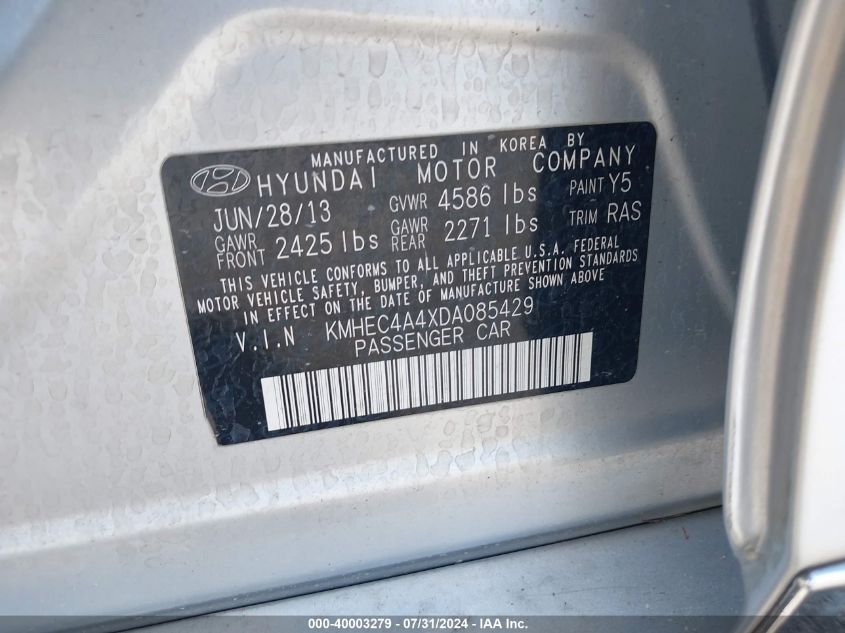 MANUFACTURED IN KOREA BY
HYUNDAI MOTOR COMPANY
JUN/28/13 GVWR 4586 lbs PAINT Y5
GAWR FRONT 2425 lbs GAWR REAR 2271 lbs TRIM RAS
THIS VEHICLE CONFORMS TO ALL APPLICABLE U.S.A. FEDERAL
MOTOR VEHICLE SAFETY, BUMPER, AND THEFT PREVENTION STANDARDS
IN EFFECT ON THE DATE OF MANUFACTURE SHOWN ABOVE
V.I.N KMHEC4A4XDA085429
PASSENGER CAR
000-40003279 - 07/31/2024 - IAA Inc.